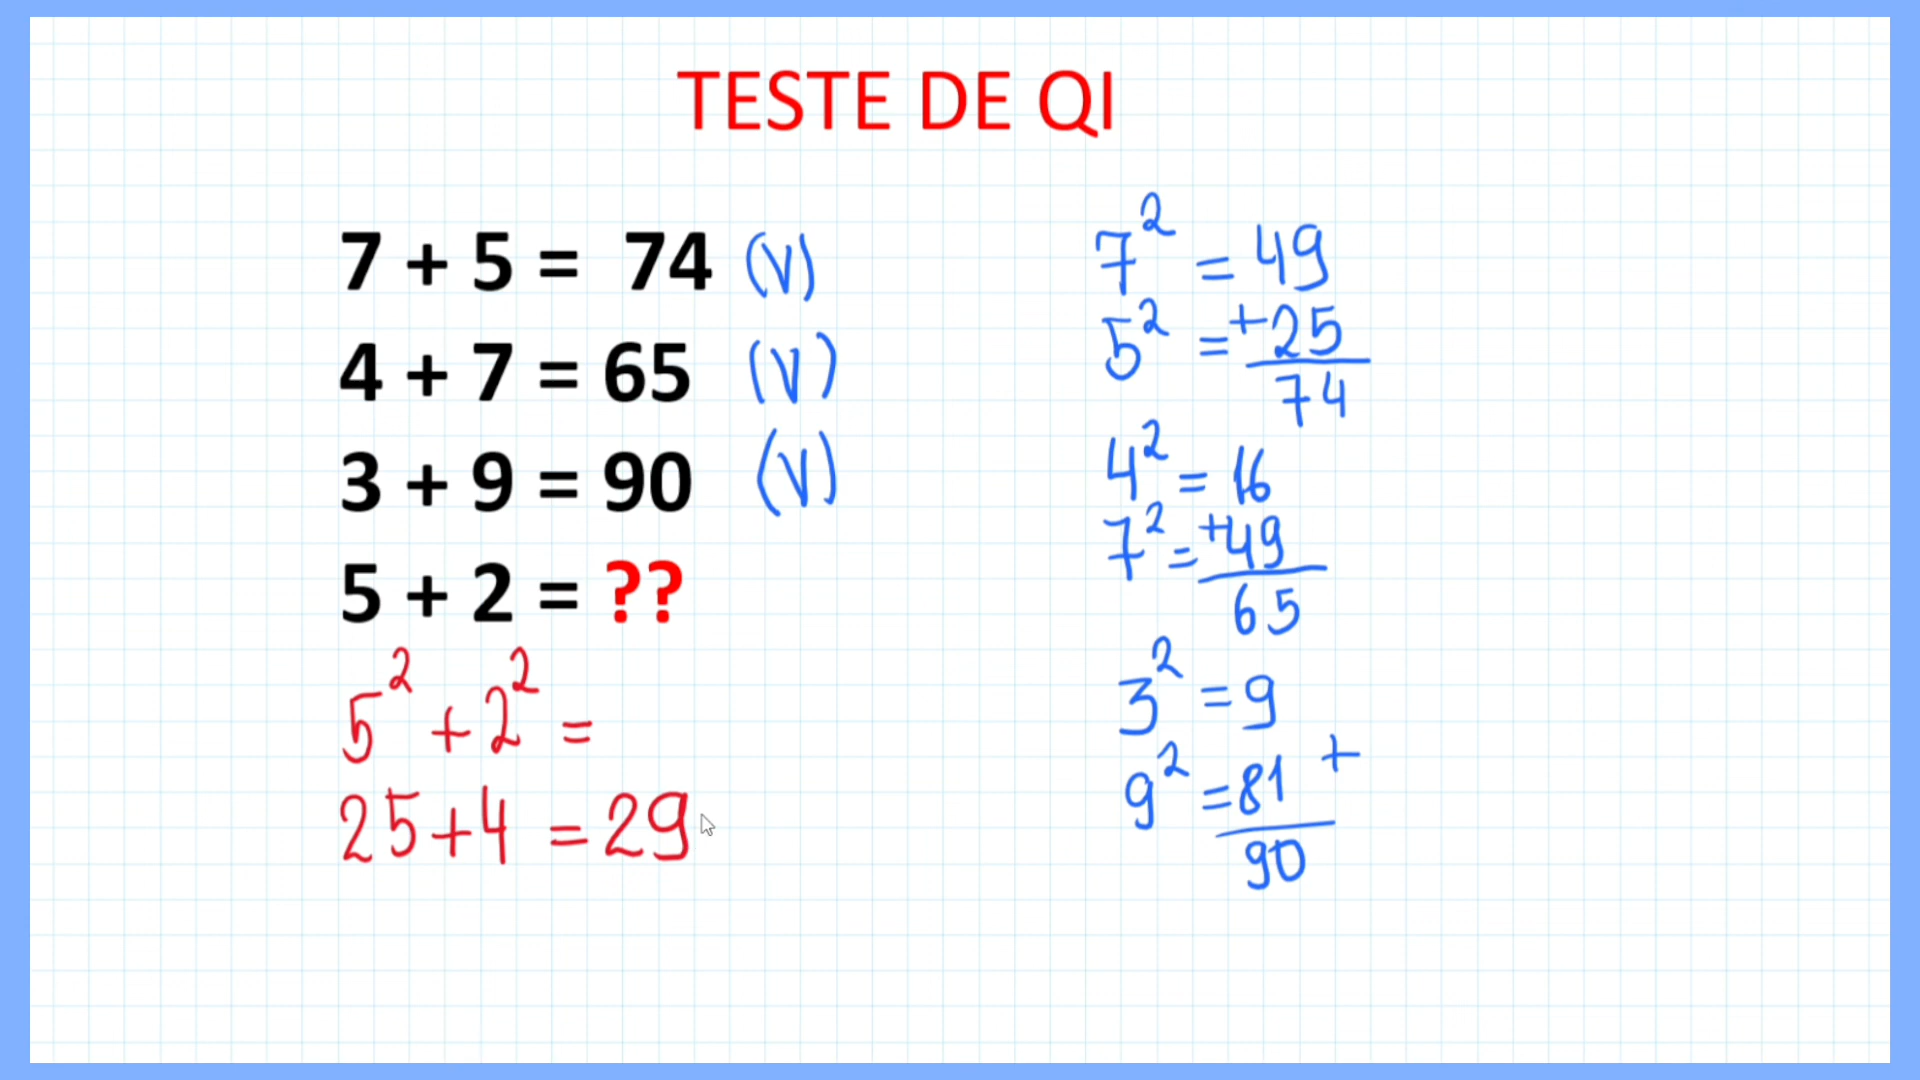 TESTE DE QI
7 + 5 = 74 (V)
4 + 7 = 65 (V)
3 + 9 = 90 (V)
5 + 2 = ??
5² + 2² =
25 + 4 = 29
7² = 49
5² = + 25
74
4² = 16
7² = + 49
65
3² = 9
9² = 81 +
90